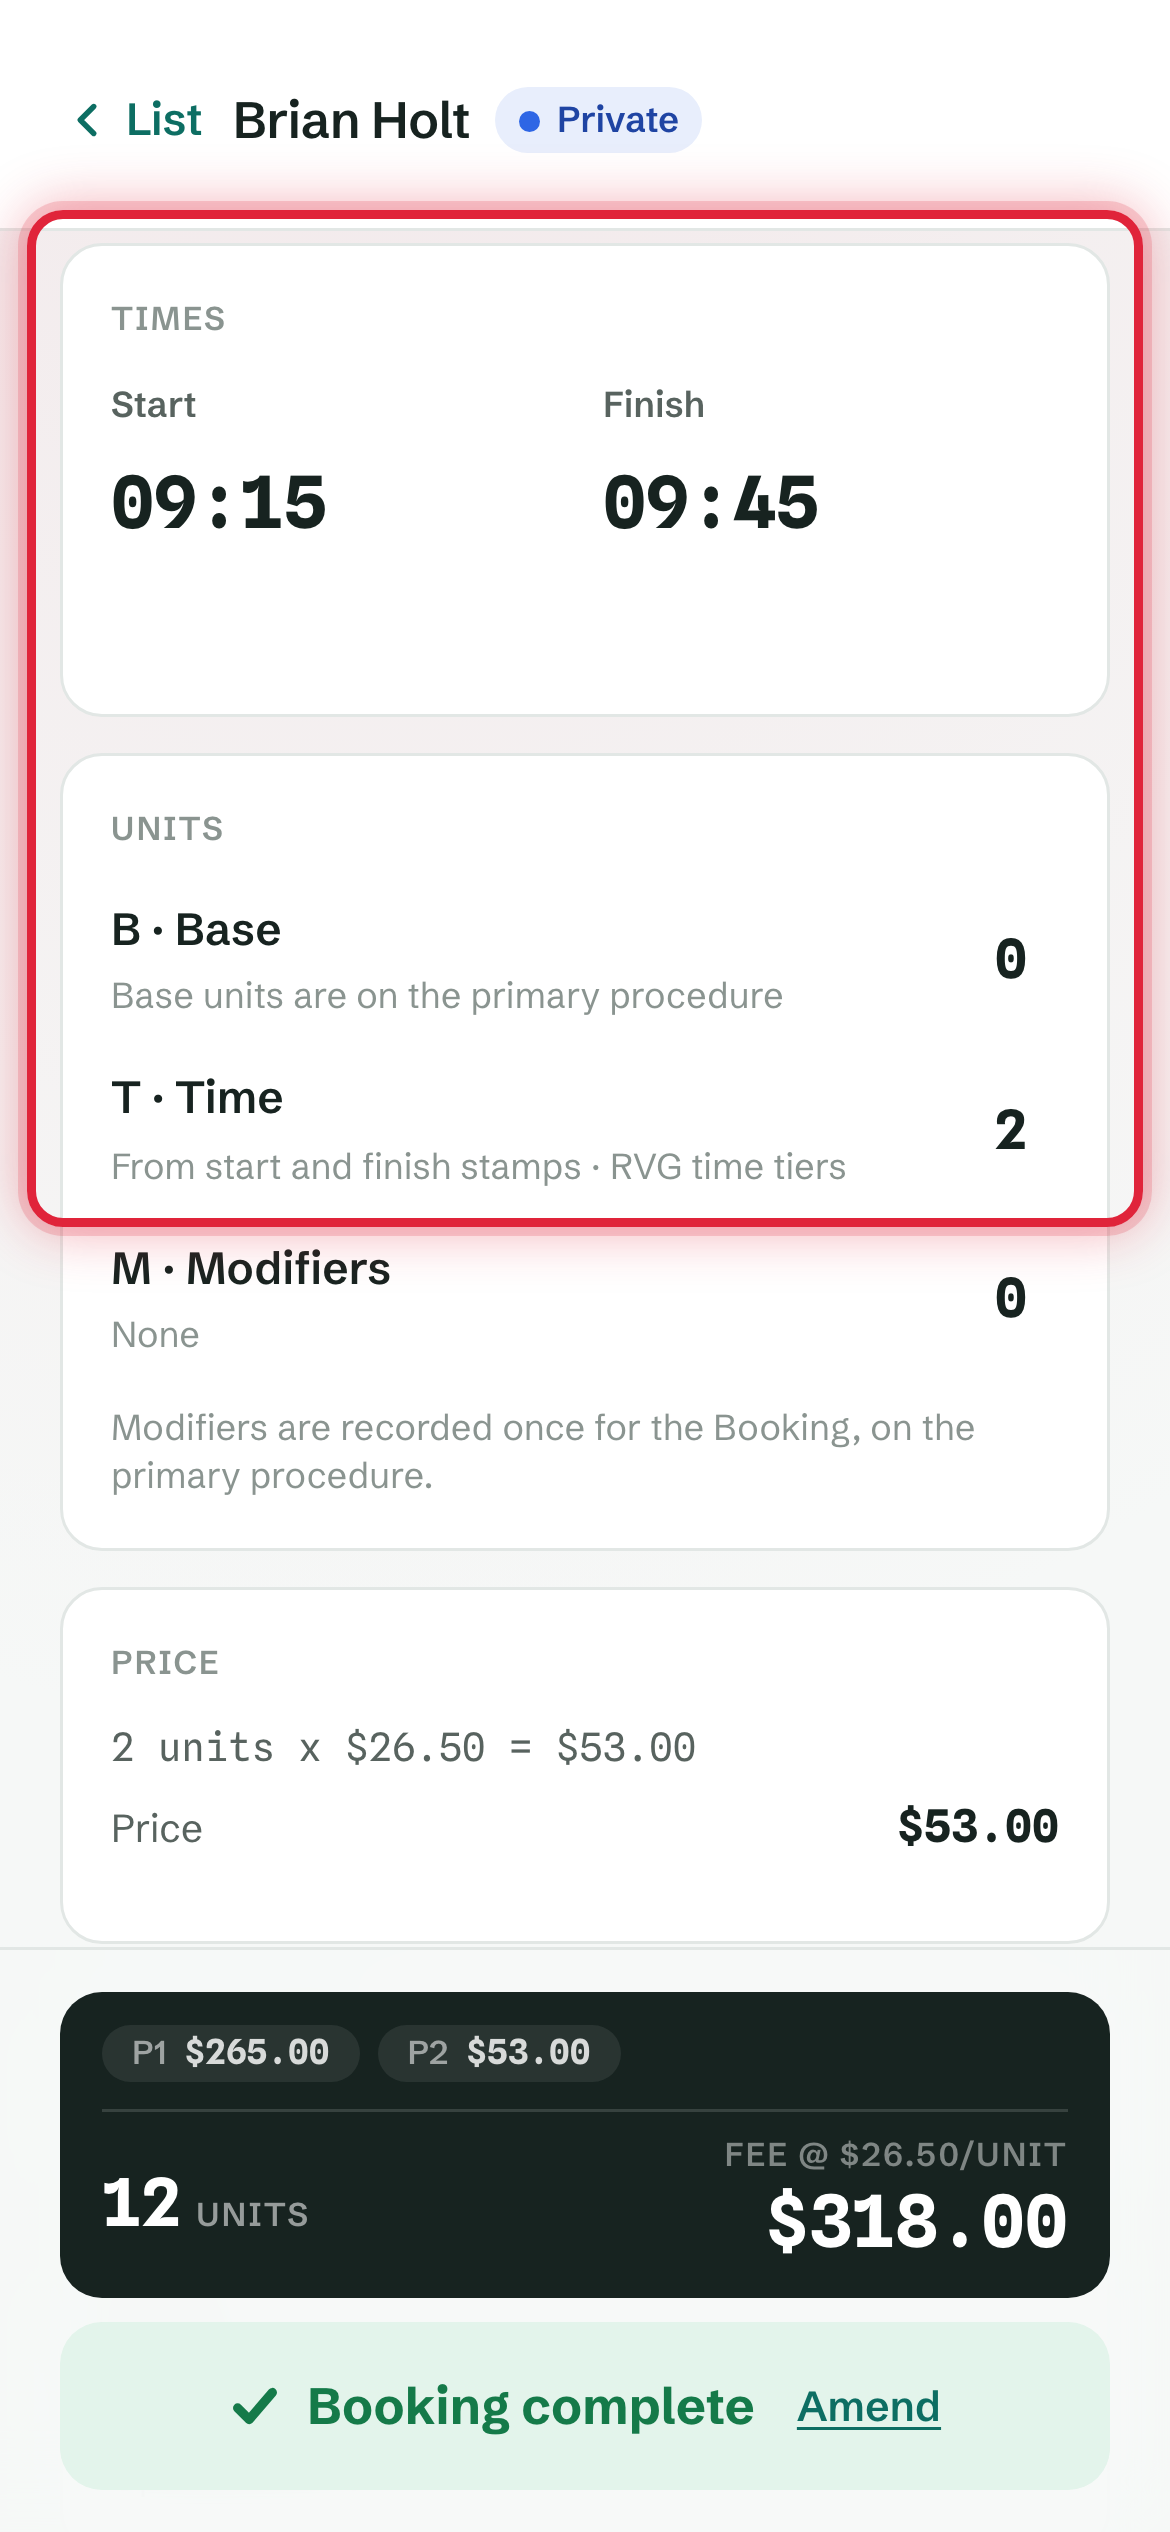 List Brian Holt Private
TIMES
Start Finish
09:15 09:45
UNITS
B · Base
0
Base units are on the primary procedure
T · Time
2
From start and finish stamps · RVG time tiers
M · Modifiers
0
None
Modifiers are recorded once for the Booking, on the
primary procedure.
PRICE
2 units x $26.50 = $53.00
Price $53.00
P1 $265.00 P2 $53.00
FEE @ $26.50/UNIT
12 UNITS $318.00
Booking complete Amend